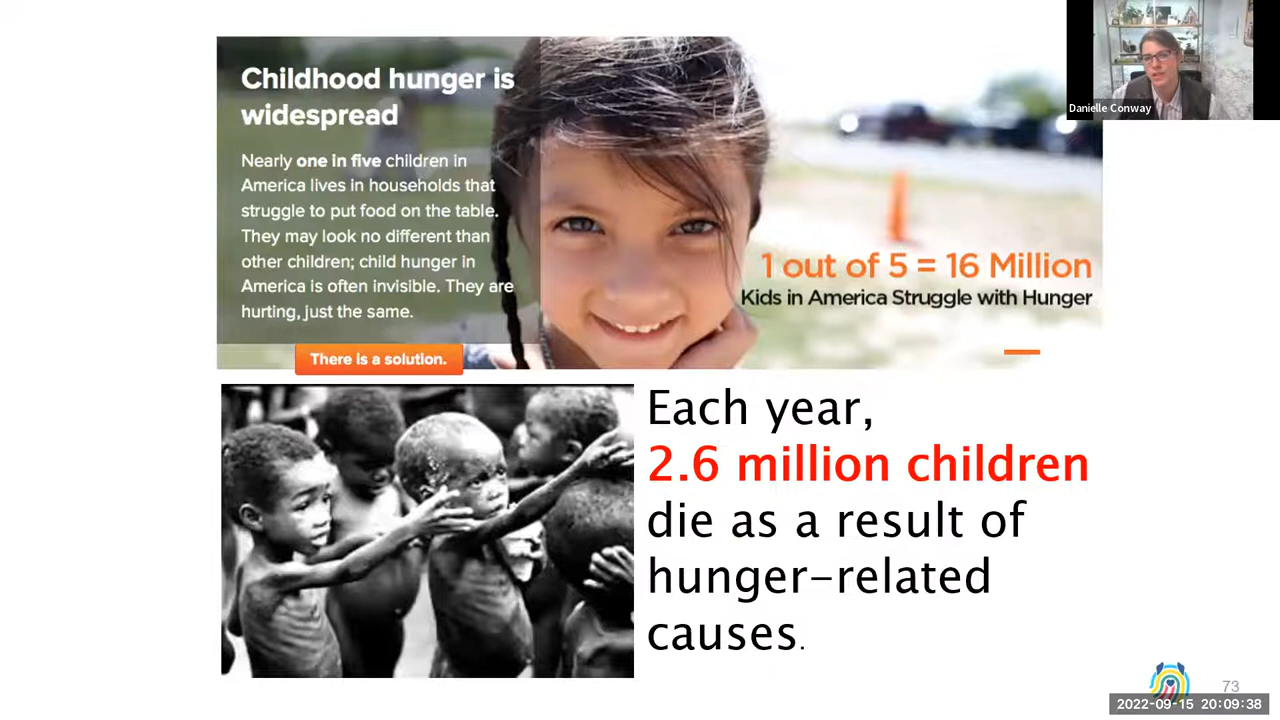 Childhood hunger is
widespread
Nearly one in five children in
America lives in households that
struggle to put food on the table.
They may look no different than
other children; child hunger in
America is often invisible. They are
hurting, just the same.
There is a solution.
1 out of 5 = 16 Million
Kids in America Struggle with Hunger
Danielle Conway
Each year,
2.6 million children
die as a result of
hunger-related
causes.
73
2022-09-15 20:09:38